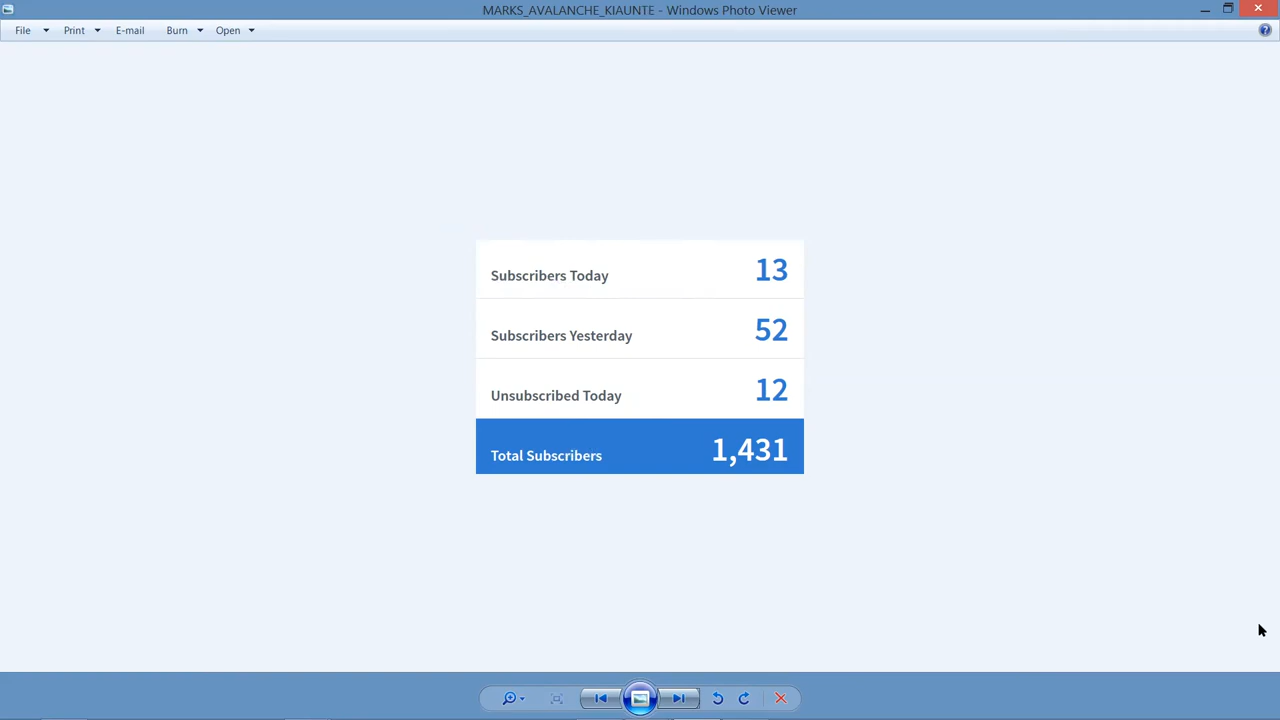 MARKS_AVALANCHE_KIAUNTE - Windows Photo Viewer
File Print E-mail Burn Open
Subscribers Today 13
Subscribers Yesterday 52
Unsubscribed Today 12
Total Subscribers 1,431